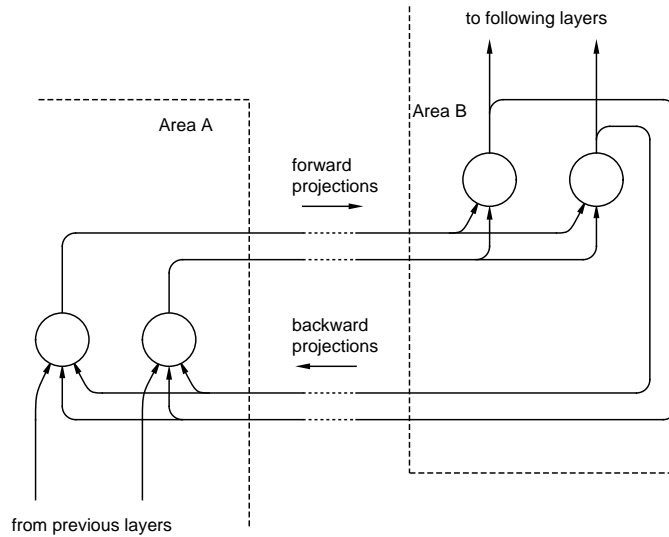 to following layers
Area A
Area B
forward
projections
backward
projections
from previous layers